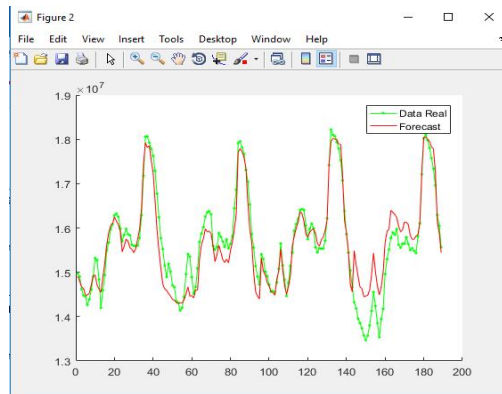 Figure 2
File Edit View Insert Tools Desktop Window Help
×10⁷
1.9
1.8
1.7
1.6
1.5
1.4
1.3
0 20 40 60 80 100 120 140 160 180 200
Data Real
Forecast